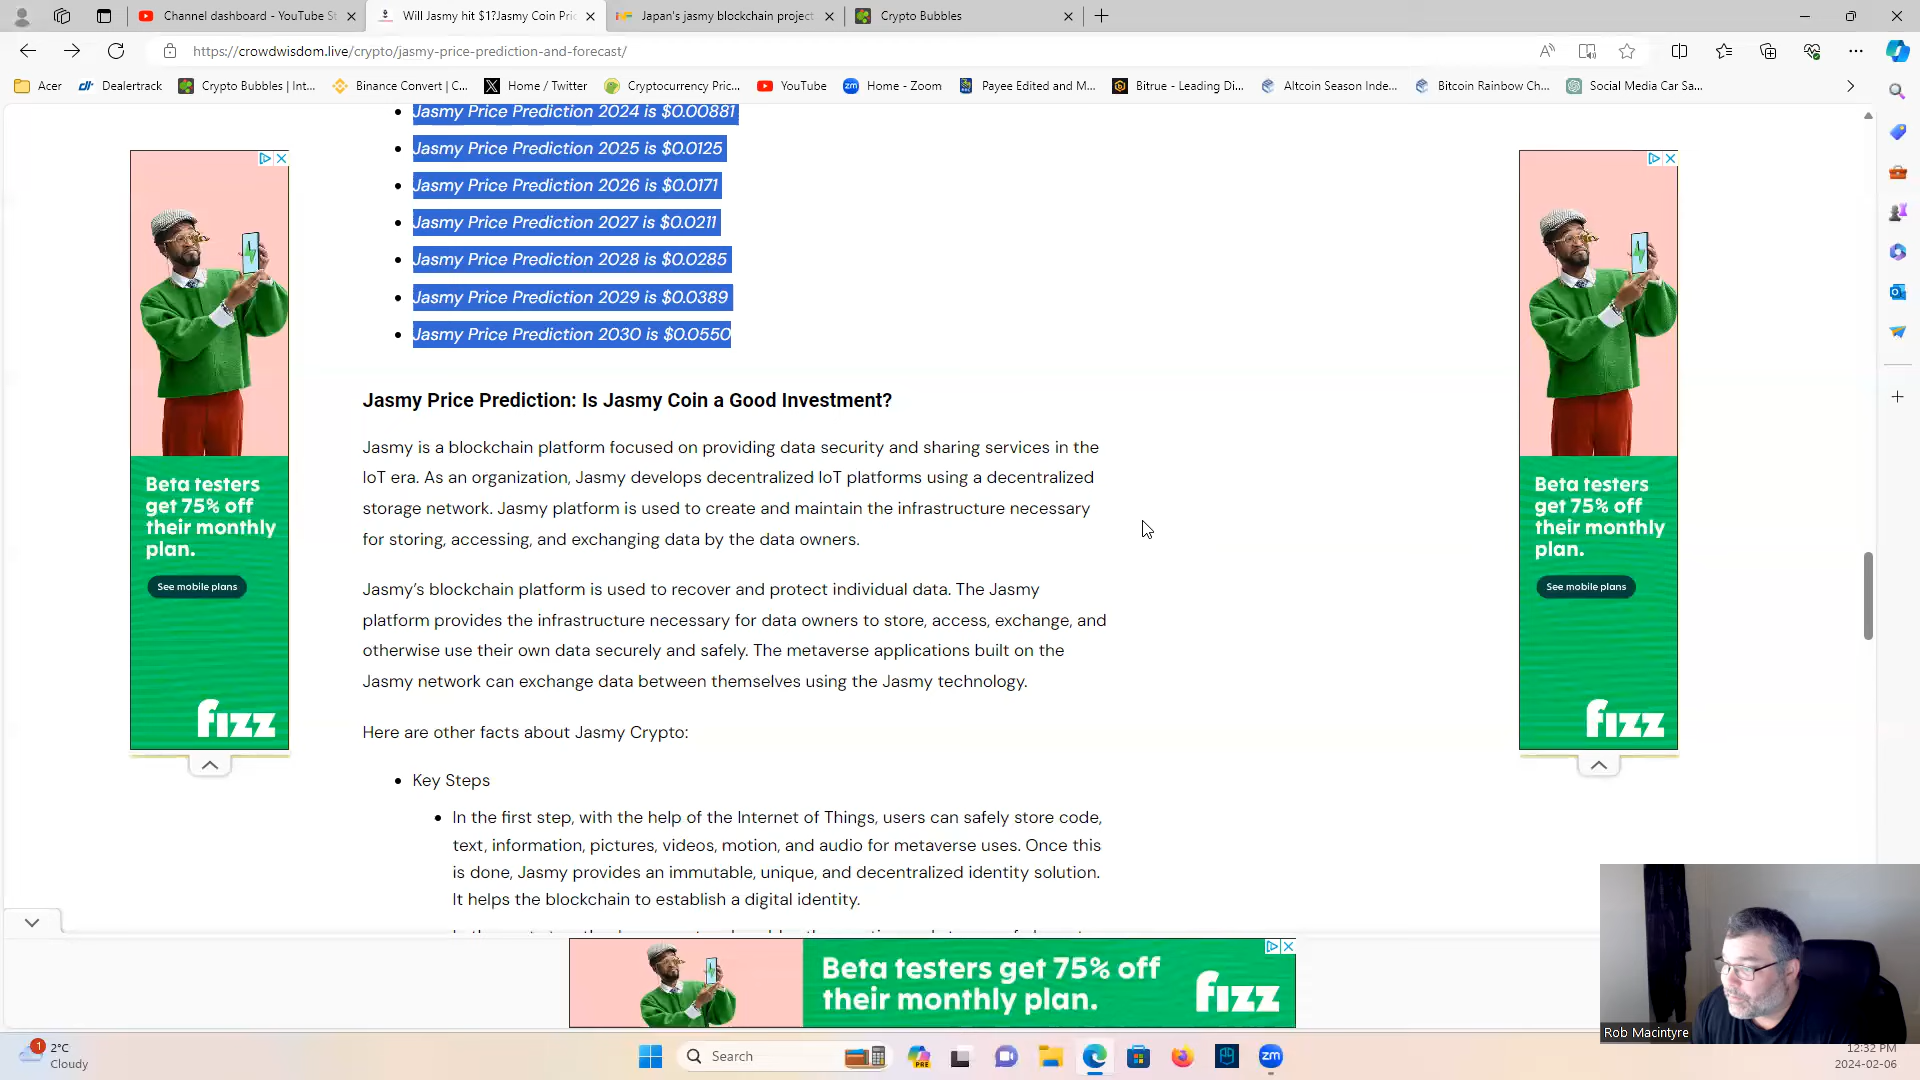 Channel dashboard - YouTube St
Will Jasmy hit $1?Jasmy Coin Pric
Japan's jasmy blockchain project
Crypto Bubbles
https://crowdwisdom.live/crypto/jasmy-price-prediction-and-forecast/
Acer
Dealertrack
Crypto Bubbles | Int...
Binance Convert | C...
Home / Twitter
Cryptocurrency Pric...
YouTube
Home - Zoom
Payee Edited and M...
Bitrue - Leading Di...
Altcoin Season Inde...
Bitcoin Rainbow Ch...
Social Media Car Sa...
Jasmy Price Prediction 2024 is $0.00881
Jasmy Price Prediction 2025 is $0.0125
Jasmy Price Prediction 2026 is $0.0171
Jasmy Price Prediction 2027 is $0.0211
Jasmy Price Prediction 2028 is $0.0285
Jasmy Price Prediction 2029 is $0.0389
Jasmy Price Prediction 2030 is $0.0550
Jasmy Price Prediction: Is Jasmy Coin a Good Investment?
Jasmy is a blockchain platform focused on providing data security and sharing services in the
IoT era. As an organization, Jasmy develops decentralized IoT platforms using a decentralized
storage network. Jasmy platform is used to create and maintain the infrastructure necessary
for storing, accessing, and exchanging data by the data owners.
Jasmy's blockchain platform is used to recover and protect individual data. The Jasmy
platform provides the infrastructure necessary for data owners to store, access, exchange, and
otherwise use their own data securely and safely. The metaverse applications built on the
Jasmy network can exchange data between themselves using the Jasmy technology.
Here are other facts about Jasmy Crypto:
Key Steps
In the first step, with the help of the Internet of Things, users can safely store code,
text, information, pictures, videos, motion, and audio for metaverse uses. Once this
is done, Jasmy provides an immutable, unique, and decentralized identity solution.
It helps the blockchain to establish a digital identity.
Beta testers
get 75% off
their monthly
plan.
See mobile plans
fizz
Beta testers
get 75% off
their monthly
plan.
See mobile plans
fizz
Beta testers get 75% off
their monthly plan.
fizz
Rob Macintyre
1
2°C
Cloudy
Search
PRE
zm
12:32 PM
2024-02-06